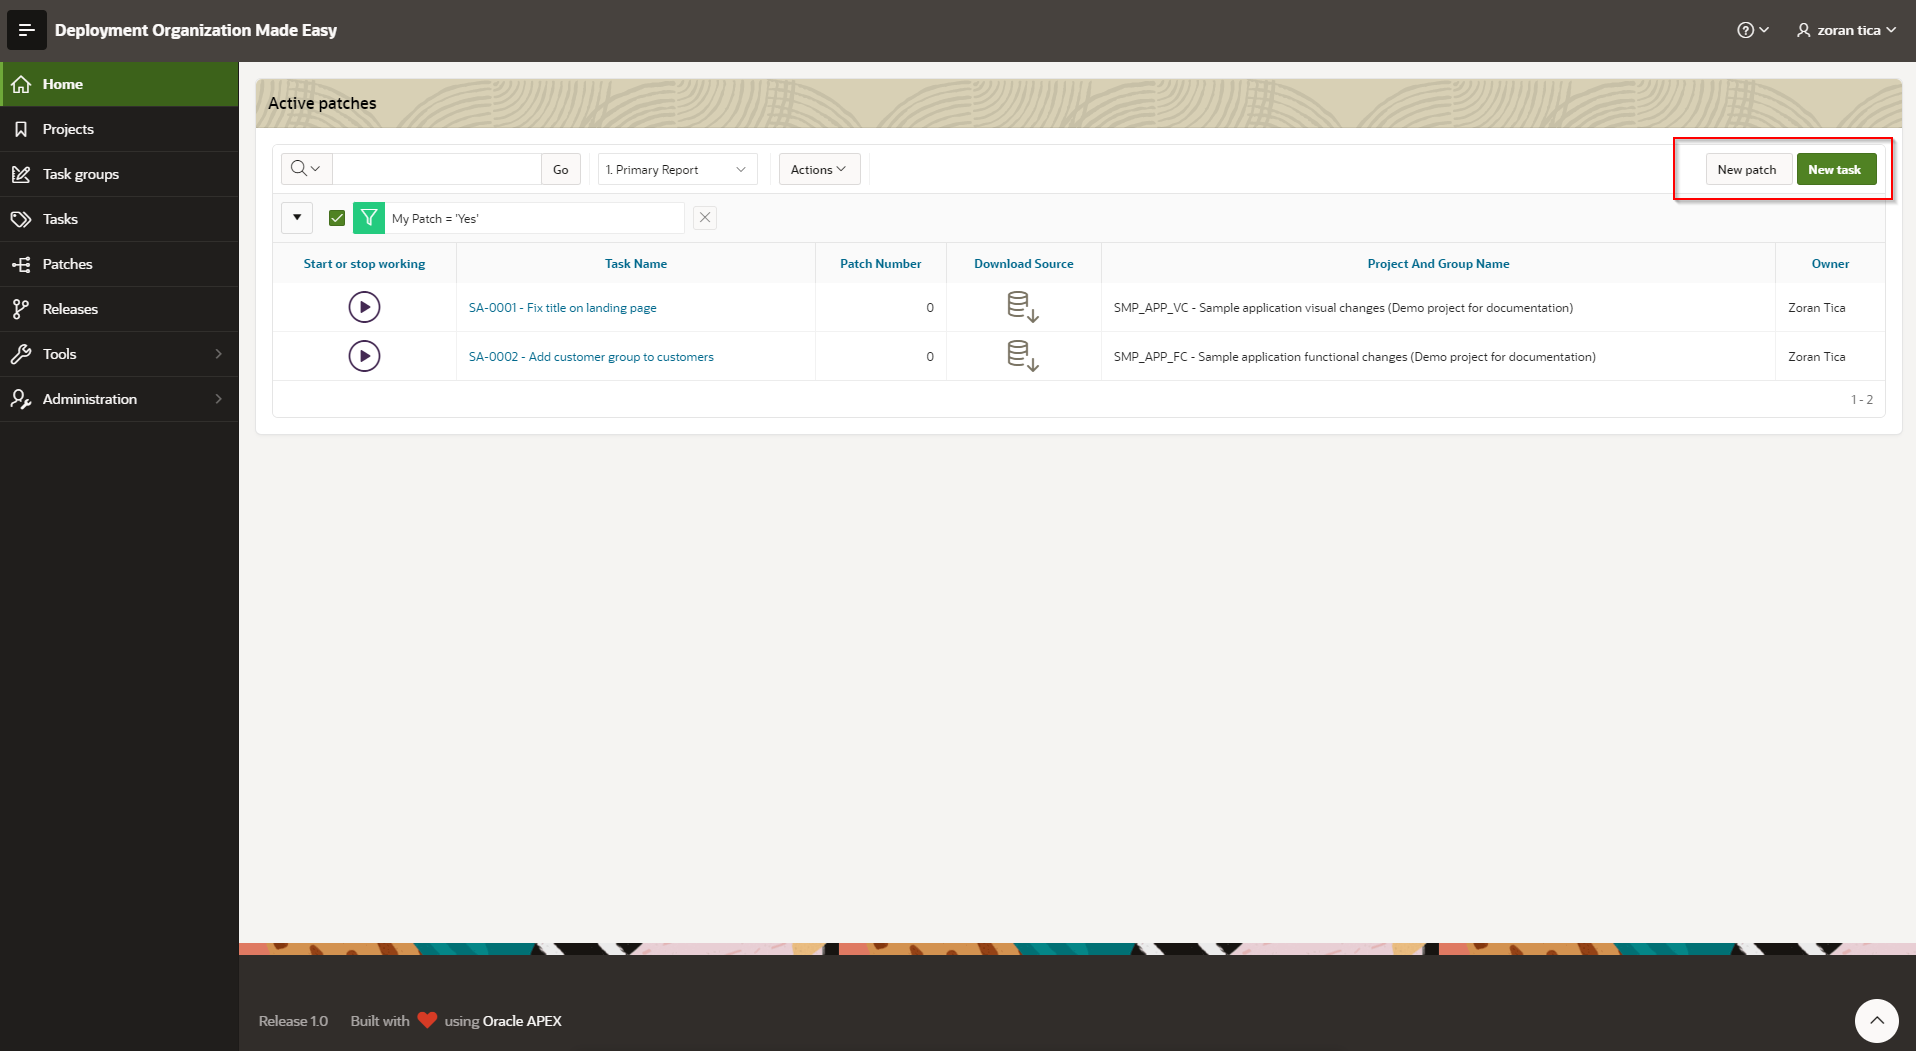 Deployment Organization Made Easy
zoran tica
Home
Projects
Task groups
Tasks
Patches
Releases
Tools
Administration
Active patches
Go
1. Primary Report
Actions
New patch
New task
My Patch = 'Yes'
Start or stop working Task Name Patch Number Download Source Project And Group Name Owner
SA-0001 - Fix title on landing page 0 SMP_APP_VC - Sample application visual changes (Demo project for documentation) Zoran Tica
SA-0002 - Add customer group to customers 0 SMP_APP_FC - Sample application functional changes (Demo project for documentation) Zoran Tica
1 - 2
Release 1.0 Built with using Oracle APEX